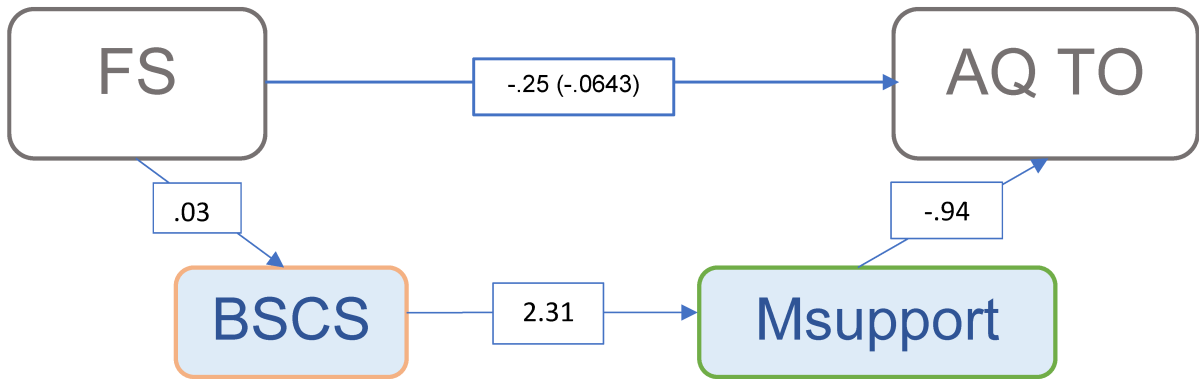 FS
-.25 (-.0643)
AQ TO
.03
-.94
BSCS
2.31
Msupport